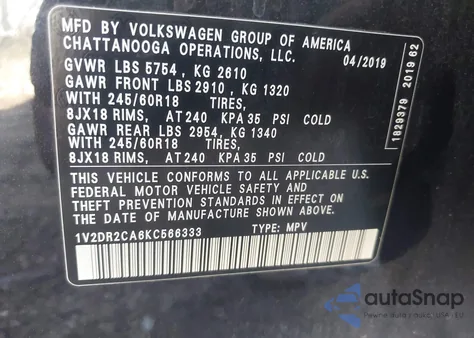 MFD BY VOLKSWAGEN GROUP OF AMERICA
CHATTANOOGA OPERATIONS, LLC.
04/2019
GVWR LBS 5754 , KG 2610
GAWR FRONT LBS 2910 , KG 1320
WITH 245/60R18 TIRES,
8JX18 RIMS, AT 240 KPA 35 PSI COLD
GAWR REAR LBS 2954, KG 1340
WITH 245/60R18 TIRES,
8JX18 RIMS, AT 240 KPA 35 PSI COLD
THIS VEHICLE CONFORMS TO ALL APPLICABLE U.S.
FEDERAL MOTOR VEHICLE SAFETY AND
THEFT PREVENTION STANDARDS IN EFFECT ON
THE DATE OF MANUFACTURE SHOWN ABOVE
1V2DR2CA6KC566333 TYPE: MPV
1829379 2019 62
autoSnap